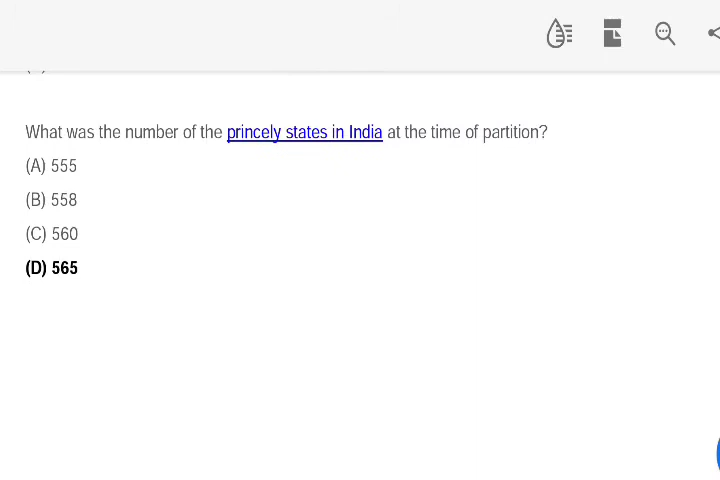 What was the number of the princely states in India at the time of partition?
(A) 555
(B) 558
(C) 560
(D) 565